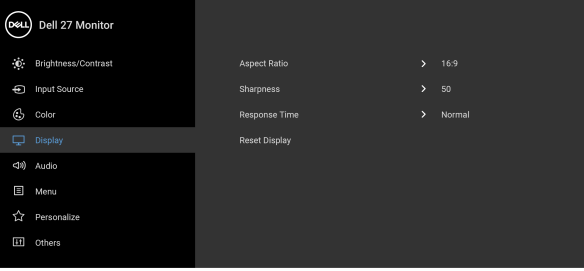 DELL Dell 27 Monitor
Brightness/Contrast
Aspect Ratio 16:9
Input Source
Sharpness 50
Color
Response Time Normal
Display
Reset Display
Audio
Menu
Personalize
Others